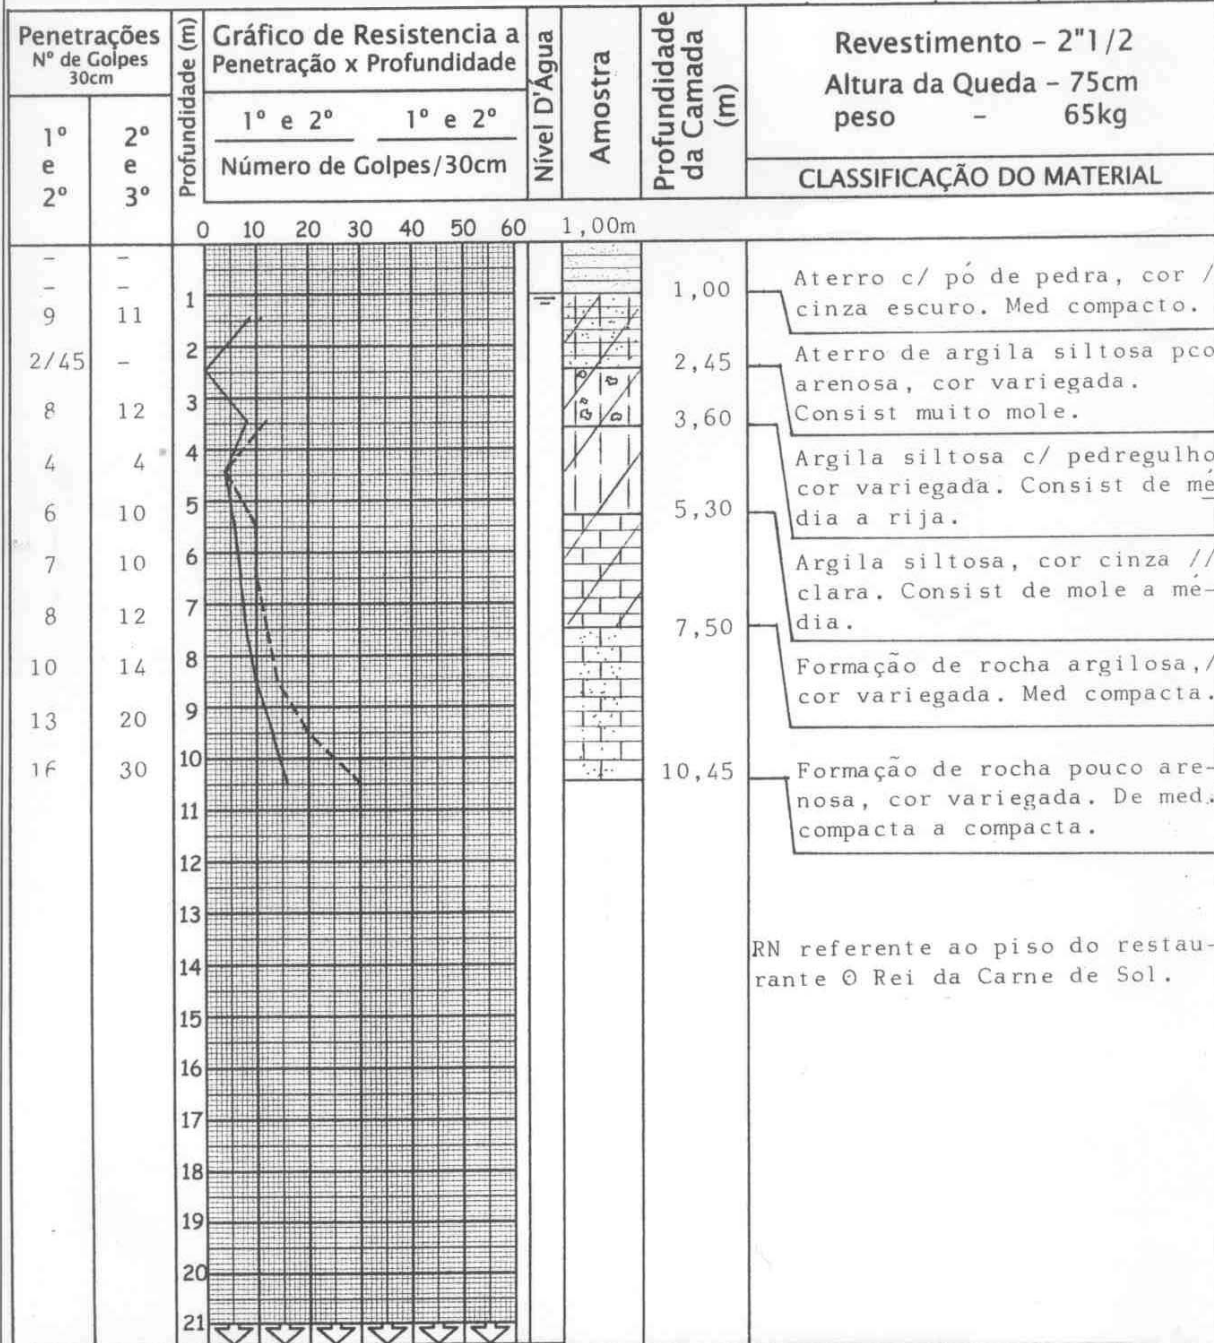 Penetrações
Nº de Golpes
30cm
1º e 2º
2º e 3º
Profundidade (m)
Gráfico de Resistencia a
Penetração x Profundidade
1º e 2º 1º e 2º
Número de Golpes/30cm
Nível D'Água
Amostra
Profundidade
da Camada
(m)
Revestimento - 2"1/2
Altura da Queda - 75cm
peso - 65kg
CLASSIFICAÇÃO DO MATERIAL
0 10 20 30 40 50 60
1,00m
- -
- -
9 11
2/45 -
8 12
4 4
6 10
7 10
8 12
10 14
13 20
16 30
1
2
3
4
5
6
7
8
9
10
11
12
13
14
15
16
17
18
19
20
21
1,00
Aterro c/ pó de pedra, cor /
cinza escuro. Med compacto.
2,45
Aterro de argila siltosa pco
arenosa, cor variegada.
Consist muito mole.
3,60
Argila siltosa c/ pedregulho
cor variegada. Consist de mé
dia a rija.
5,30
Argila siltosa, cor cinza //
clara. Consist de mole a mé-
dia.
7,50
Formação de rocha argilosa,/
cor variegada. Med compacta.
10,45
Formação de rocha pouco are-
nosa, cor variegada. De med.
compacta a compacta.
RN referente ao piso do restau-
rante O Rei da Carne de Sol.